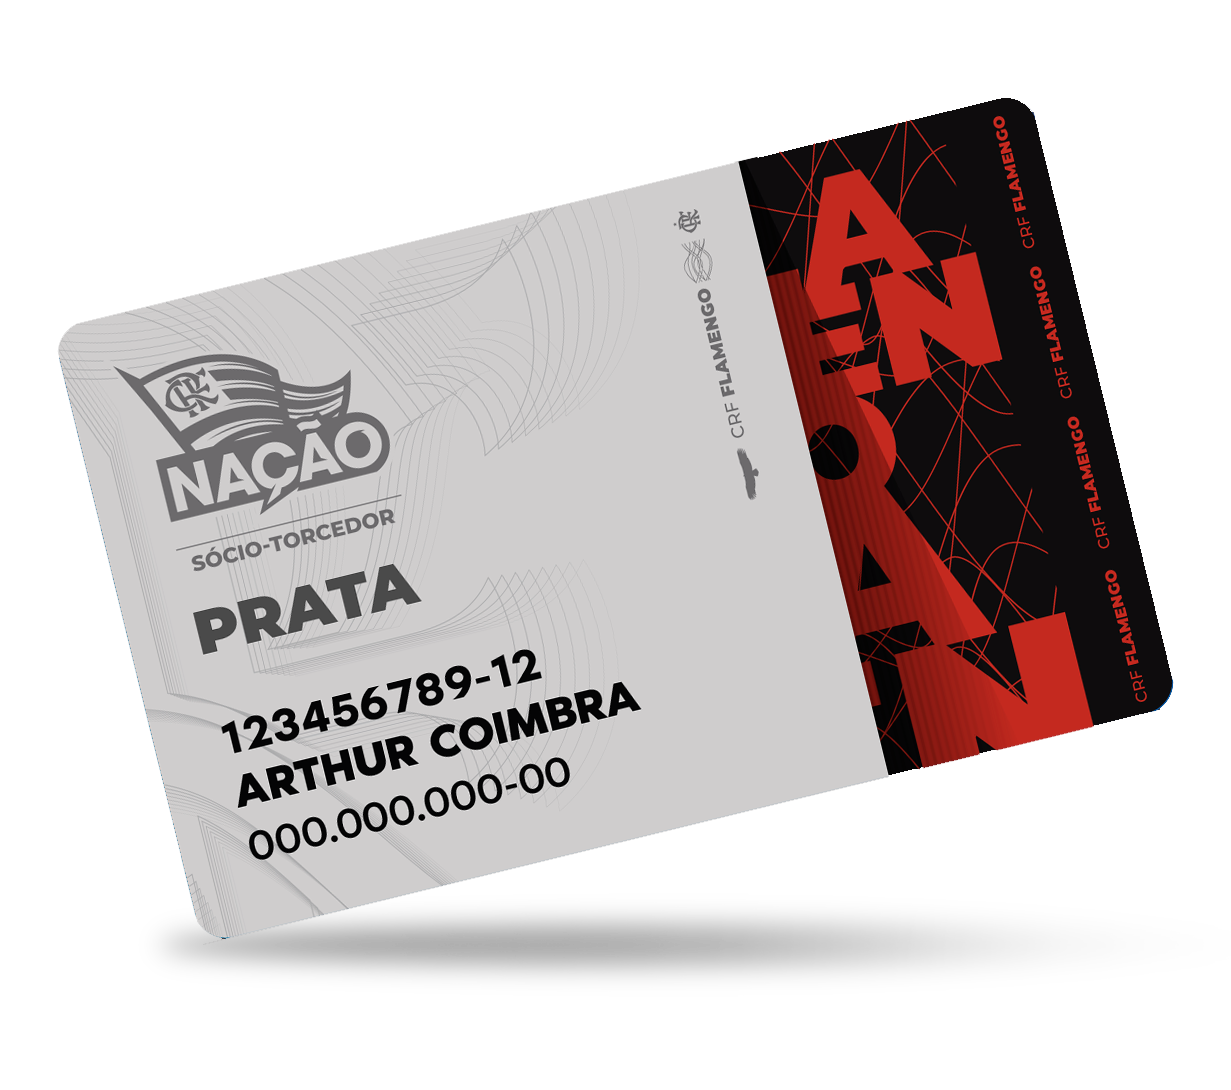 CRF
NAÇÃO
SÓCIO-TORCEDOR
PRATA
123456789-12
ARTHUR COIMBRA
000.000.000-00
CRF FLAMENGO
CRF FLAMENGO
CRF FLAMENGO
CRF FLAMENGO
CRF FLAMENGO